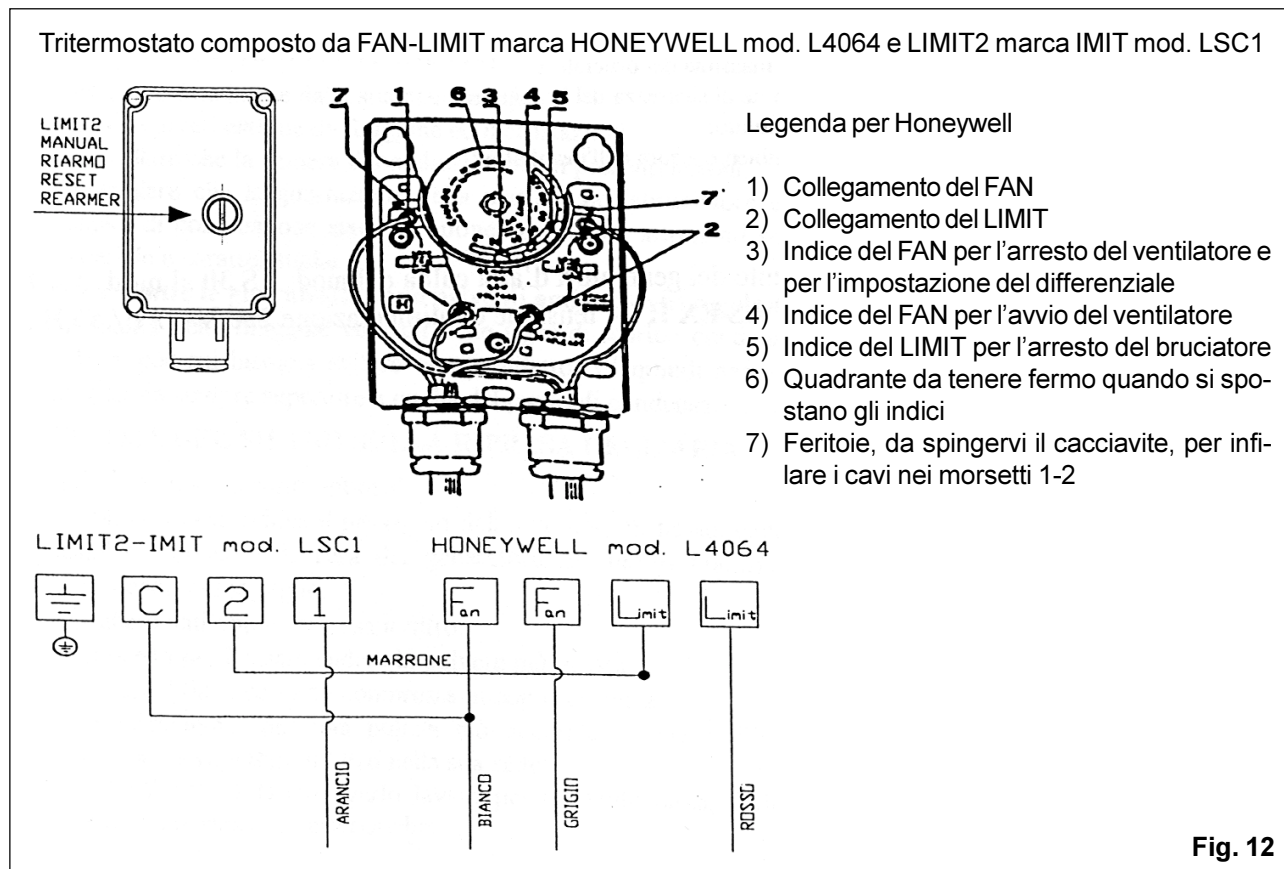 Tritermostato composto da FAN-LIMIT marca HONEYWELL mod. L4064 e LIMIT2 marca IMIT mod. LSC1
LIMIT2
MANUAL
RIARMO
RESET
REARMER
7 1 6 3 4 5
7
2
Legenda per Honeywell
1) Collegamento del FAN
2) Collegamento del LIMIT
3) Indice del FAN per l'arresto del ventilatore e
per l'impostazione del differenziale
4) Indice del FAN per l'avvio del ventilatore
5) Indice del LIMIT per l'arresto del bruciatore
6) Quadrante da tenere fermo quando si spo-
stano gli indici
7) Feritoie, da spingervi il cacciavite, per infi-
lare i cavi nei morsetti 1-2
LIMIT2-IMIT mod. LSC1 HONEYWELL mod. L4064
C 2 1 Fan Fan Limit Limit
MARRONE
ARANCIO
BIANCO
GRIGIO
ROSSO
Fig. 12